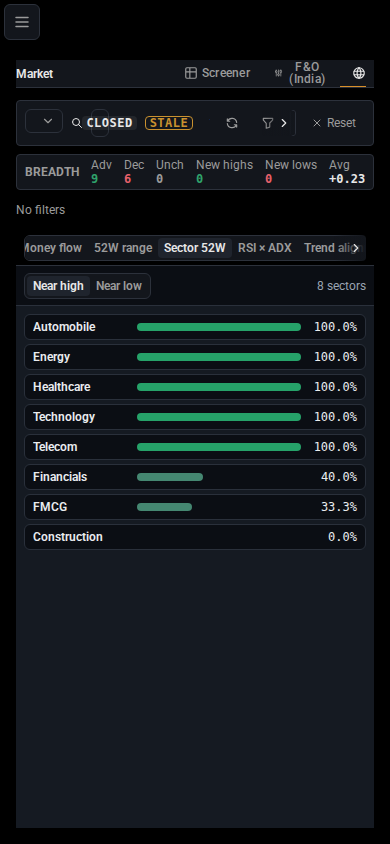 Market
Screener
F&O
(India)
CLOSED
STALE
Reset
BREADTH
Adv
9
Dec
6
Unch
0
New highs
0
New lows
0
Avg
+0.23
No filters
Money flow
52W range
Sector 52W
RSI × ADX
Trend align
Near high
Near low
8 sectors
Automobile 100.0%
Energy 100.0%
Healthcare 100.0%
Technology 100.0%
Telecom 100.0%
Financials 40.0%
FMCG 33.3%
Construction 0.0%